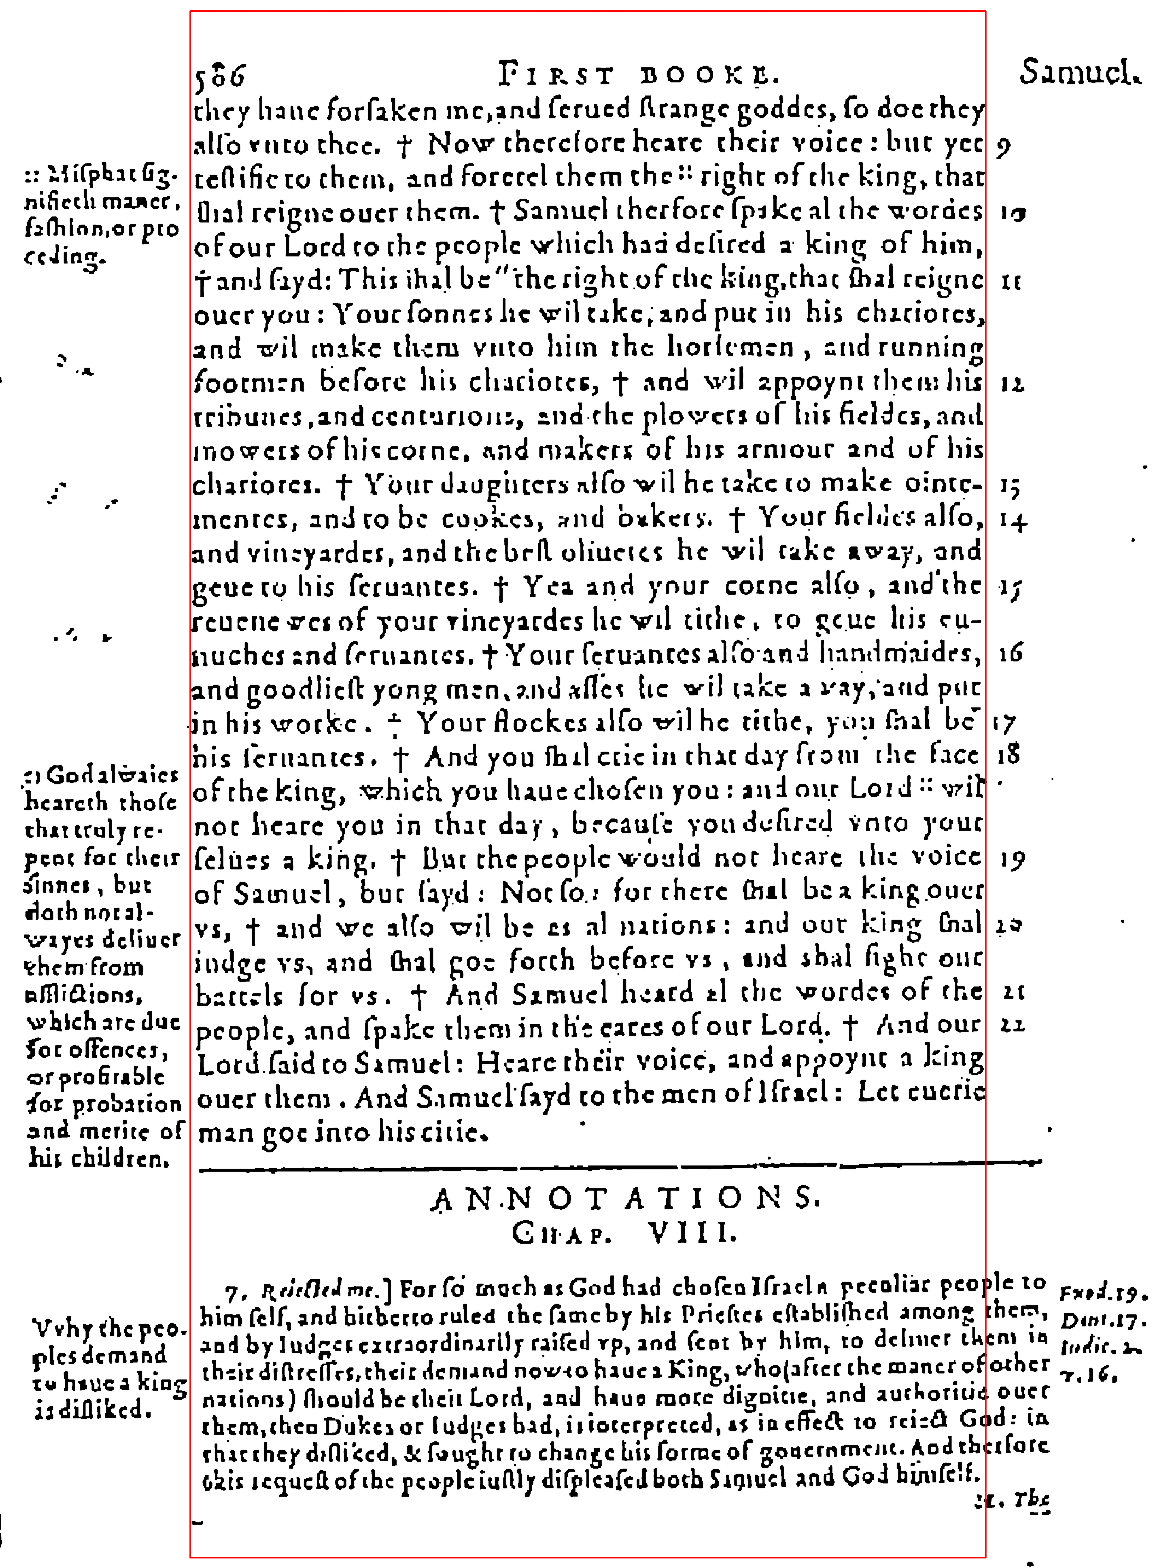 586 FIRST BOOKE. Samuel.
they haue forſaken me, and ſerued ſtrange goddes, ſo doe they
alſo vnto thee. † Now therefore heare their voice: but yet 9
teſtifie to them, and foretel them the :: right of the king, that
ſhal reigne ouer them. † Samuel therfore ſpake al the wordes 10
of our Lord to the people which had deſired a king of him,
† and ſayd: This ſhal be " the right of the king, that ſhal reigne 11
ouer you: Your ſonnes he wil take, and put in his chariotes,
and wil make them vnto him the horſemen, and running
footmen before his chariotes, † and wil appoynt them his 12
tribunes, and centurions, and the plowers of his fieldes, and
mowers of his corne, and makers of his armour and of his
chariotes. † Your daughters alſo wil he take to make ointe- 13
mentes, and to be cookes, and bakers. † Your fieldes alſo, 14
and vineyardes, and the beſt oliuetes he wil take away, and
geue to his ſeruantes. † Yea and your corne alſo, and the 15
reuenewes of your vineyardes he wil tithe, to geue his eu-
nuches and ſeruantes. † Your ſeruantes alſo and handmaides, 16
and goodlieſt yong men, and aſſes he wil take away, and put
in his worke. † Your flockes alſo wil he tithe, you ſhal be 17
his ſeruantes. † And you ſhal crie in that day from the face 18
of the king, which you haue choſen you: and our Lord :: wil
not heare you in that day, becauſe you deſired vnto your
ſelues a king. † But the people would not heare the voice 19
of Samuel, but ſayd: Not ſo: for there ſhal be a king ouer
vs, † and we alſo wil be as al nations: and our king ſhal 20
iudge vs, and ſhal goe forth before vs, and shal fight our
battels for vs. † And Samuel heard al the wordes of the 21
people, and ſpake them in the eares of our Lord. † And our 22
Lord ſaid to Samuel: Heare their voice, and appoynt a king
ouer them. And Samuel ſayd to the men of Iſrael: Let euerie
man goe into his citie.
:: Miſphat ſig-
nifieth maner,
faſhion, or pro
ceding.
:: God alwaies
heareth thoſe
that truly re-
pent for their
ſinnes, but
doth not al-
wayes deliuer
them from
afflictions,
which are due
for offences,
or profitable
for probation
and merite of
his children.
ANNOTATIONS.
CHAP. VIII.
7. Reiected me.] For ſo much as God had choſen Iſrael a peculiar people to
him ſelf, and hitherto ruled the ſame by his Prieſtes eſtabliſhed among them,
and by Iudges extraordinarily raiſed vp, and ſent by him, to deliuer them in
their diſtreſſes, their demand now to haue a King, who (after the maner of other
nations) ſhould be their Lord, and haue more dignitie, and authoritie ouer
them, then Dukes or Iudges had, is interpreted, as in effect to reiect God: in
that they diſliked, & ſought to change his forme of gouernment. And therfore
this requeſt of the people iuſtly diſpleaſed both Samuel and God himſelf.
11. The
Vvhy the peo-
ples demand
to haue a king
is diſliked.
Exod. 19.
Deut. 17.
Iudic. 2.
v. 16.